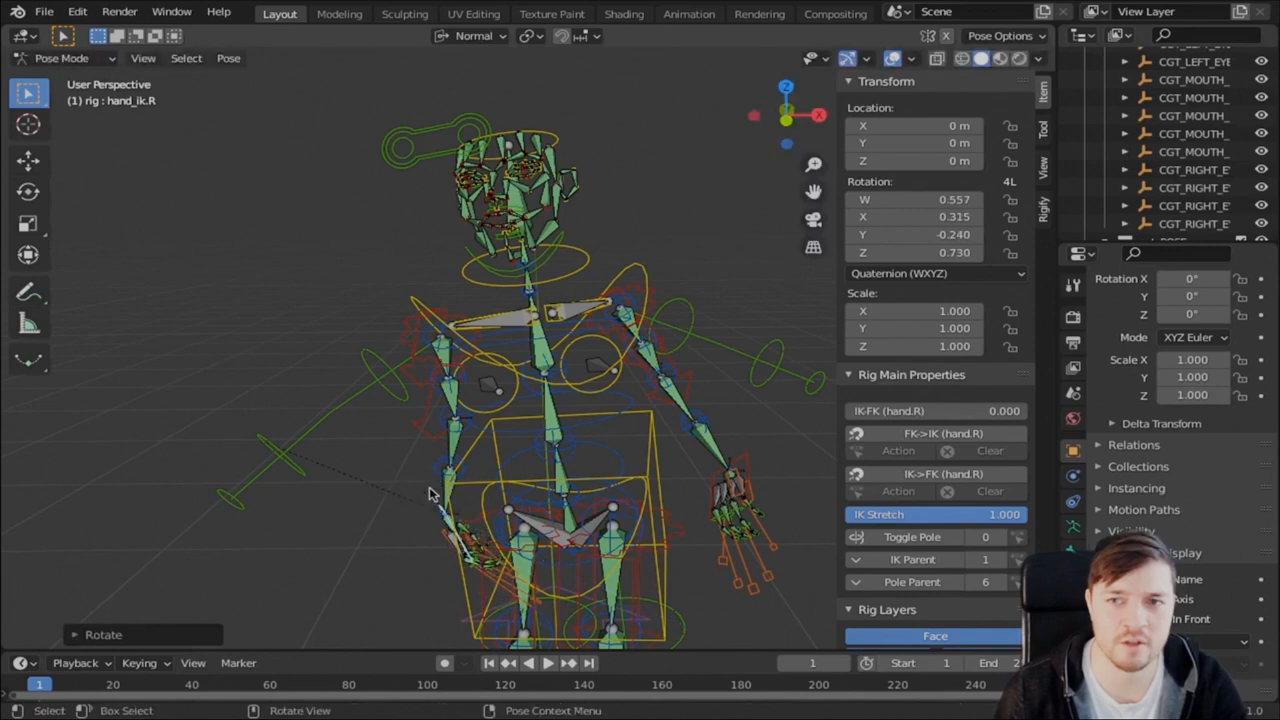 File Edit Render Window Help Layout Modeling Sculpting UV Editing Texture Paint Shading Animation Rendering Compositing Scene View Layer
Normal Pose Options
Pose Mode View Select Pose
User Perspective
(1) rig : hand_ik.R
Z
X
Transform
Location:
X 0 m
Y 0 m
Z 0 m
Rotation: 4L
W 0.557
X 0.315
Y -0.240
Z 0.730
Quaternion (WXYZ)
Scale:
X 1.000
Y 1.000
Z 1.000
Rig Main Properties
IK-FK (hand.R) 0.000
FK->IK (hand.R)
Action Clear
IK->FK (hand.R)
Action Clear
IK Stretch 1.000
Toggle Pole 0
IK Parent 1
Pole Parent 6
Rig Layers
Face
Item
Tool
View
Rigify
CGT_LEFT_EYE
CGT_MOUTH_
CGT_MOUTH_
CGT_MOUTH_
CGT_MOUTH_
CGT_MOUTH_
CGT_RIGHT_E
CGT_RIGHT_E
CGT_RIGHT_E
Rotation X 0°
Y 0°
Z 0°
Mode XYZ Euler
Scale X 1.000
Y 1.000
Z 1.000
Delta Transform
Relations
Collections
Instancing
Motion Paths
Name
Axis
In Front
Rotate
Playback Keying View Marker 1 Start 1 End 2
1 20 40 60 80 100 120 140 160 180 200 220 240
Select Box Select Rotate View Pose Context Menu